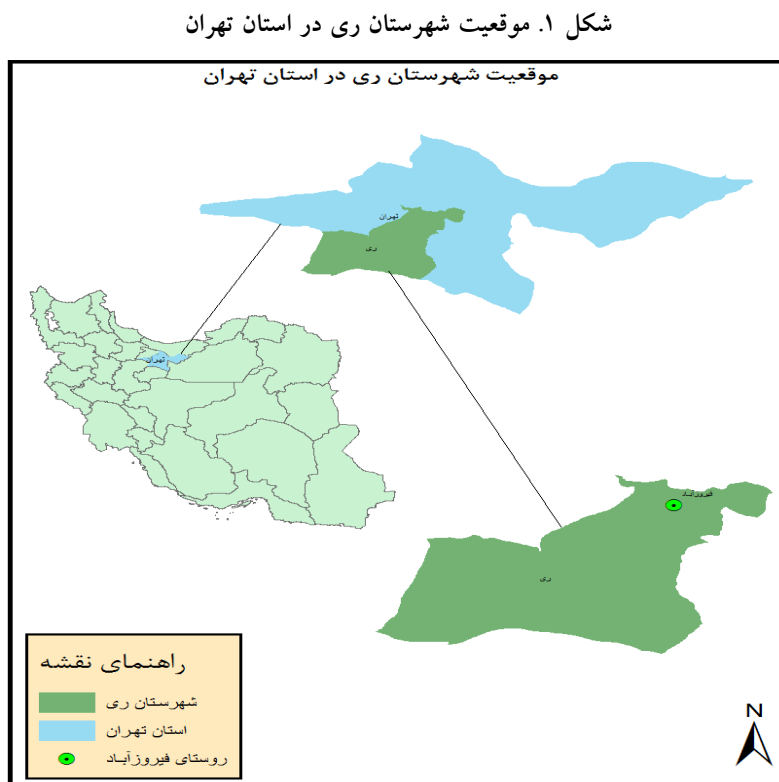 شکل ۱. موقعیت شهرستان ری در استان تهران
موقعیت شهرستان ری در استان تهران
تهران
ری
تهران
فیروزآباد
ری
راهنمای نقشه
شهرستان ری
استان تهران
روستای فیروزآباد
N